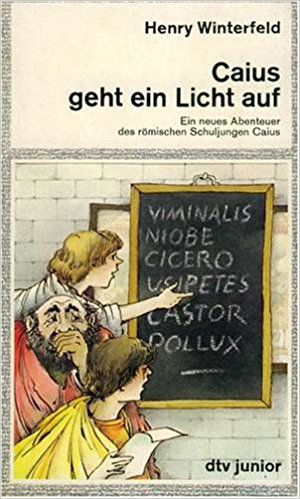 Henry Winterfeld
Caius
geht ein Licht auf
Ein neues Abenteuer
des römischen Schuljungen Caius
VIMINALIS
NIOBE
CICERO
USIPETES
CASTOR
POLLUX
dtv junior